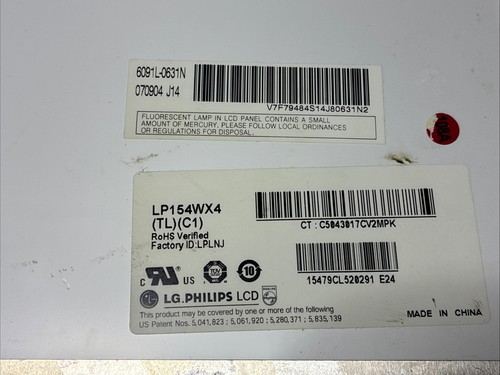 6091L-0631N
070904 J14
V7F79484S14J80631N2
FLUORESCENT LAMP IN LCD PANEL CONTAINS A SMALL
AMOUNT OF MERCURY, PLEASE FOLLOW LOCAL ORDINANCES
OR REGULATIONS FOR DISPOSAL.
LP154WX4
(TL)(C1)
RoHS Verified
Factory ID:LPLNJ
CT : C5043017CV2MPK
15479CL520291 E24
C US
10
LG.PHILIPS LCD
This product may be covered by one or more of the following
US Patent Nos. 5,041,823 ; 5,061,920 ; 5,280,371 ; 5,835,139
MADE IN CHINA